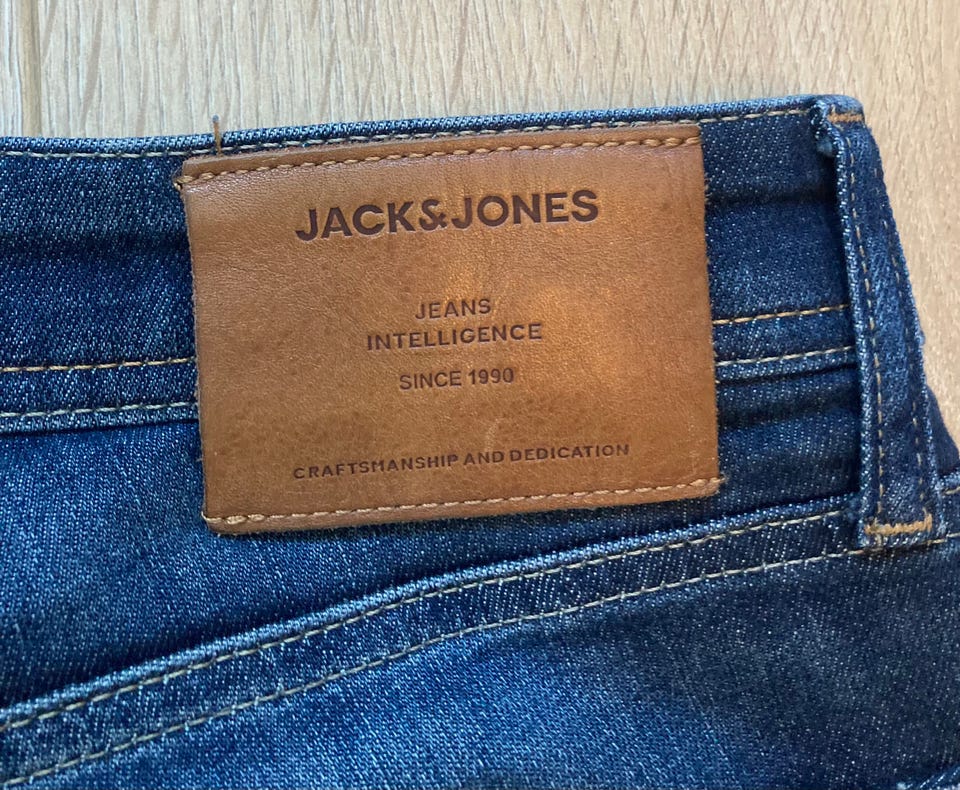 JACK&JONES
JEANS
INTELLIGENCE
SINCE 1990
CRAFTSMANSHIP AND DEDICATION